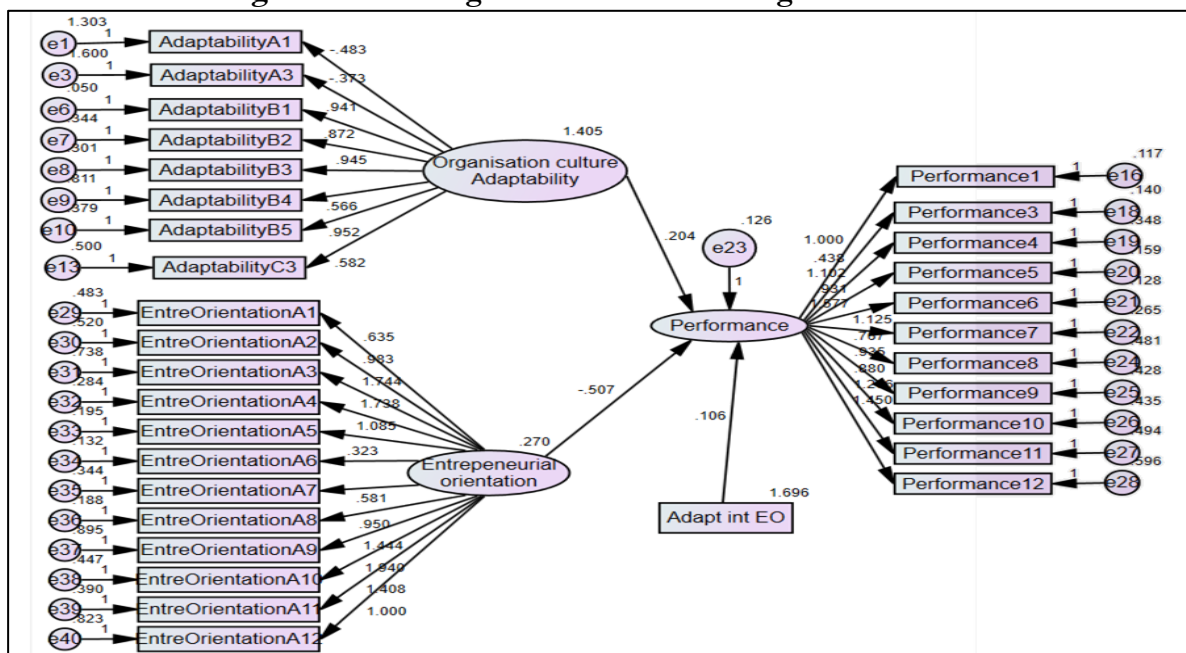 1.303
e1
1
AdaptabilityA1
-.483
1.600
e3
1
AdaptabilityA3
-.373
.050
e6
1
AdaptabilityB1
.941
.344
e7
1
AdaptabilityB2
.872
.301
e8
1
AdaptabilityB3
.945
.811
e9
1
AdaptabilityB4
.566
.379
e10
1
AdaptabilityB5
.952
.500
e13
1
AdaptabilityC3
.582
1.405
Organisation culture
Adaptability
.204
.483
e29
1
EntreOrientationA1
.635
.520
e30
1
EntreOrientationA2
.983
.738
e31
1
EntreOrientationA3
1.744
.284
e32
1
EntreOrientationA4
1.738
.195
e33
1
EntreOrientationA5
1.085
.132
e34
1
EntreOrientationA6
.323
.344
e35
1
EntreOrientationA7
.581
.188
e36
1
EntreOrientationA8
.950
.895
e37
1
EntreOrientationA9
1.444
.447
e38
1
EntreOrientationA10
1.940
.390
e39
1
EntreOrientationA11
1.408
.823
e40
1
EntreOrientationA12
1.000
.270
Entrepeneurial
orientation
-.507
.126
e23
1
Performance
.106
1.696
Adapt int EO
1.000
.438
1.102
.931
1.125
.935
.880
1.450
.117
Performance1
1
e16
.140
Performance3
1
e18
.348
Performance4
1
e19
.159
Performance5
1
e20
.128
Performance6
1
e21
.265
Performance7
1
e22
.481
Performance8
1
e24
.428
Performance9
1
e25
.435
Performance10
1
e26
.494
Performance11
1
e27
.596
Performance12
1
e28